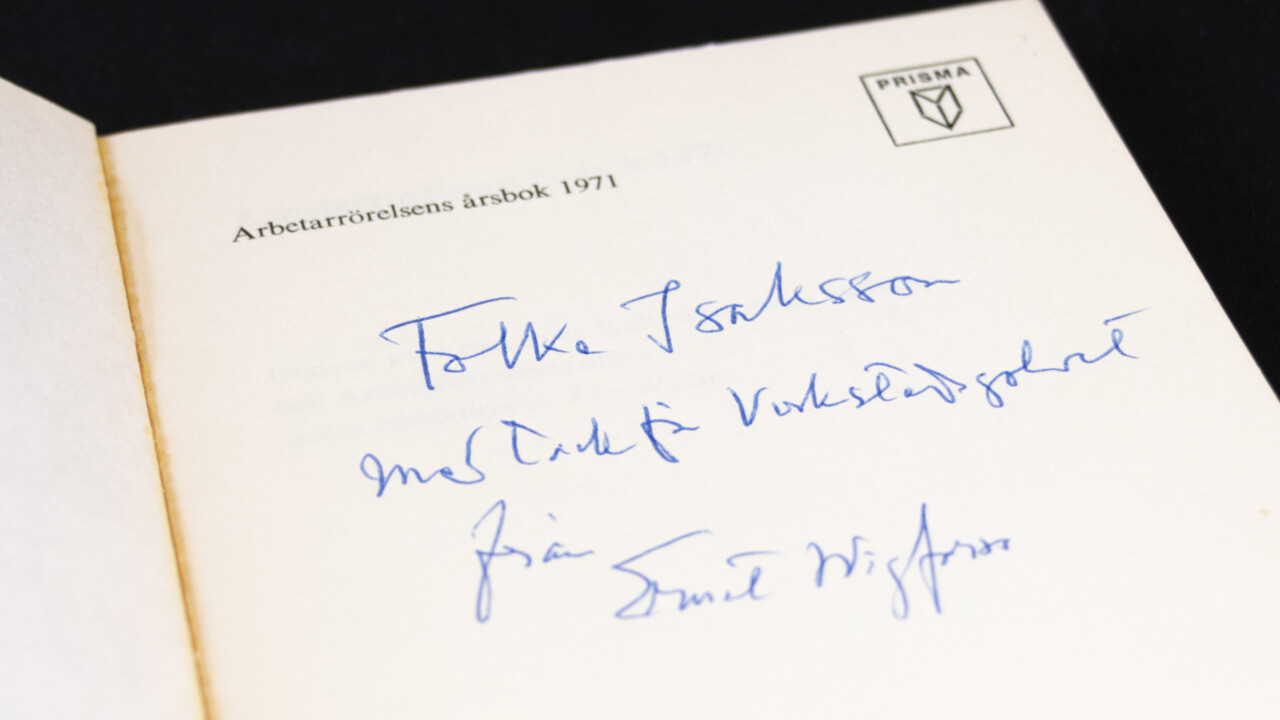 PRISMA
Arbetarrörelsens årsbok 1971
Folke Isaksson
med tack för Verkstadsgolvet
från Ernst Wigforss